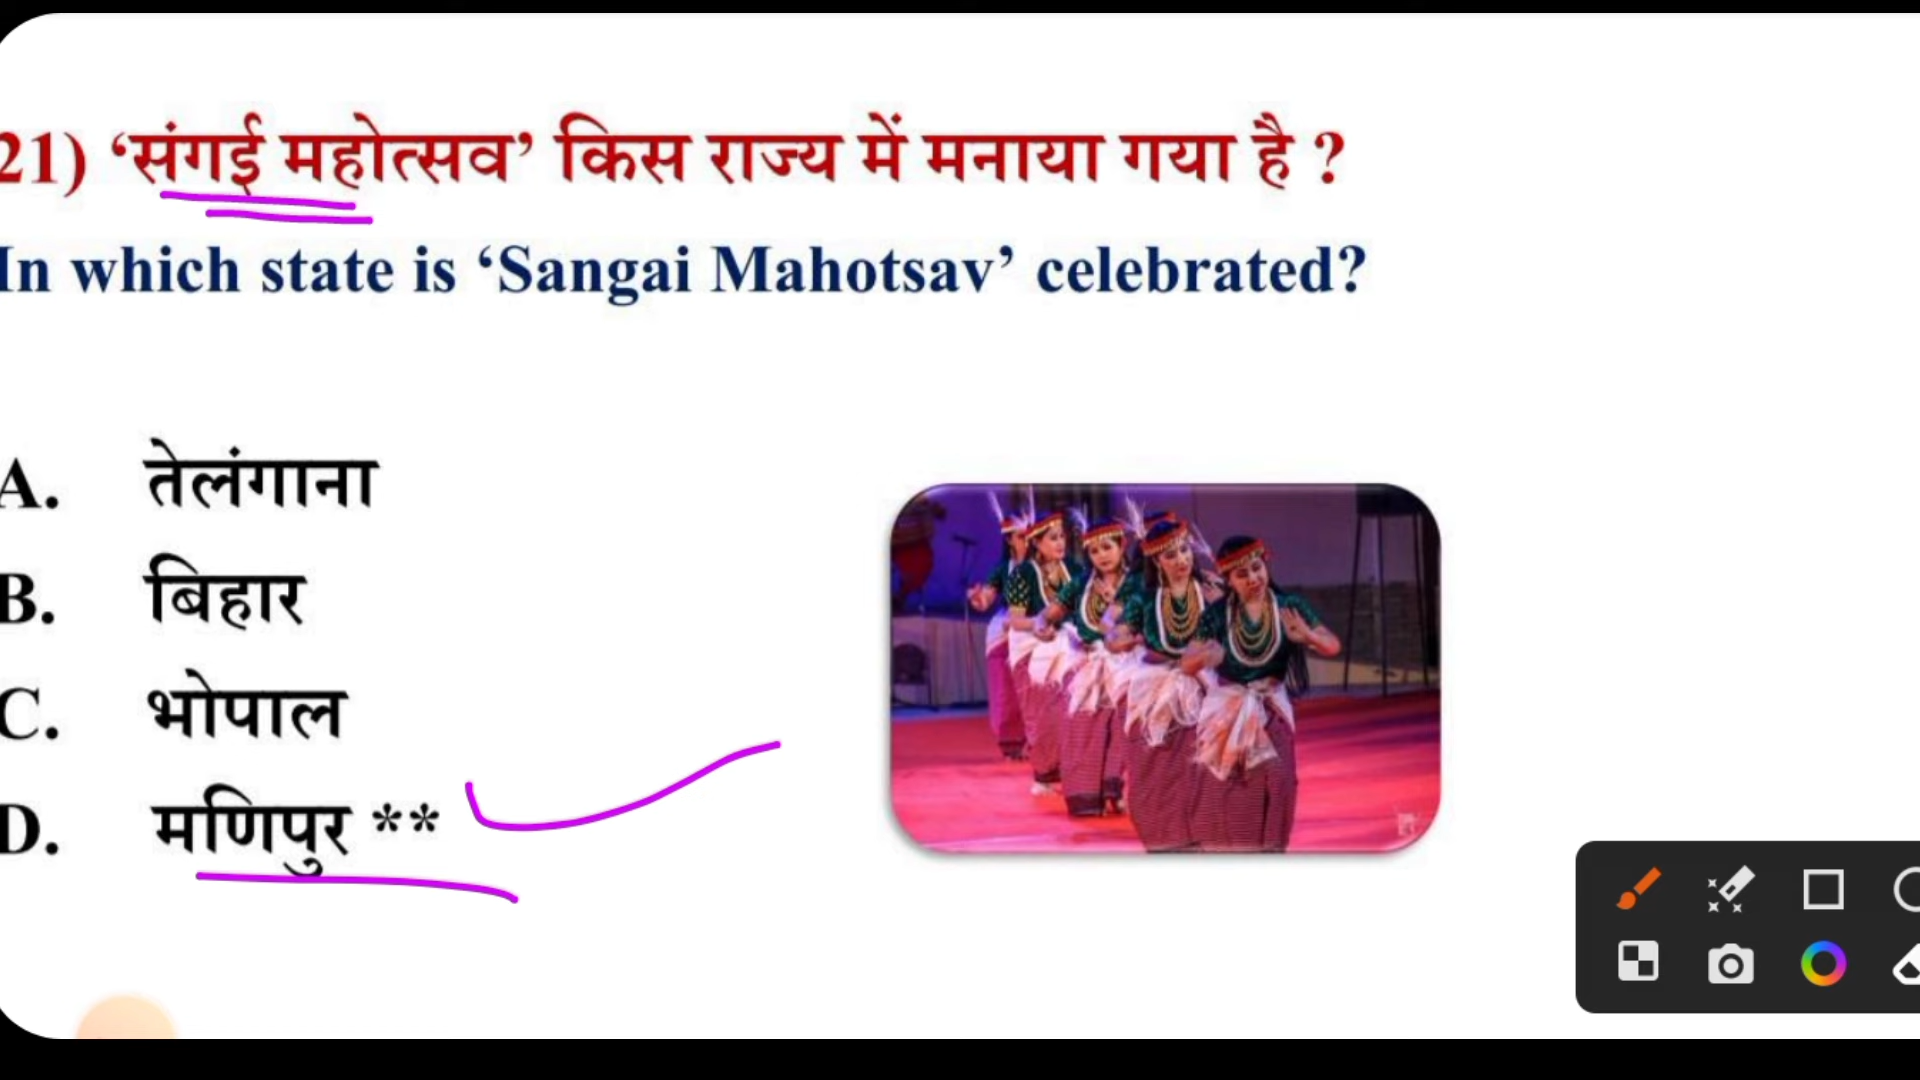 21) ‘संगई महोत्सव’ किस राज्य में मनाया गया है ?
In which state is ‘Sangai Mahotsav’ celebrated?
A. तेलंगाना
B. बिहार
C. भोपाल
D. मणिपुर **